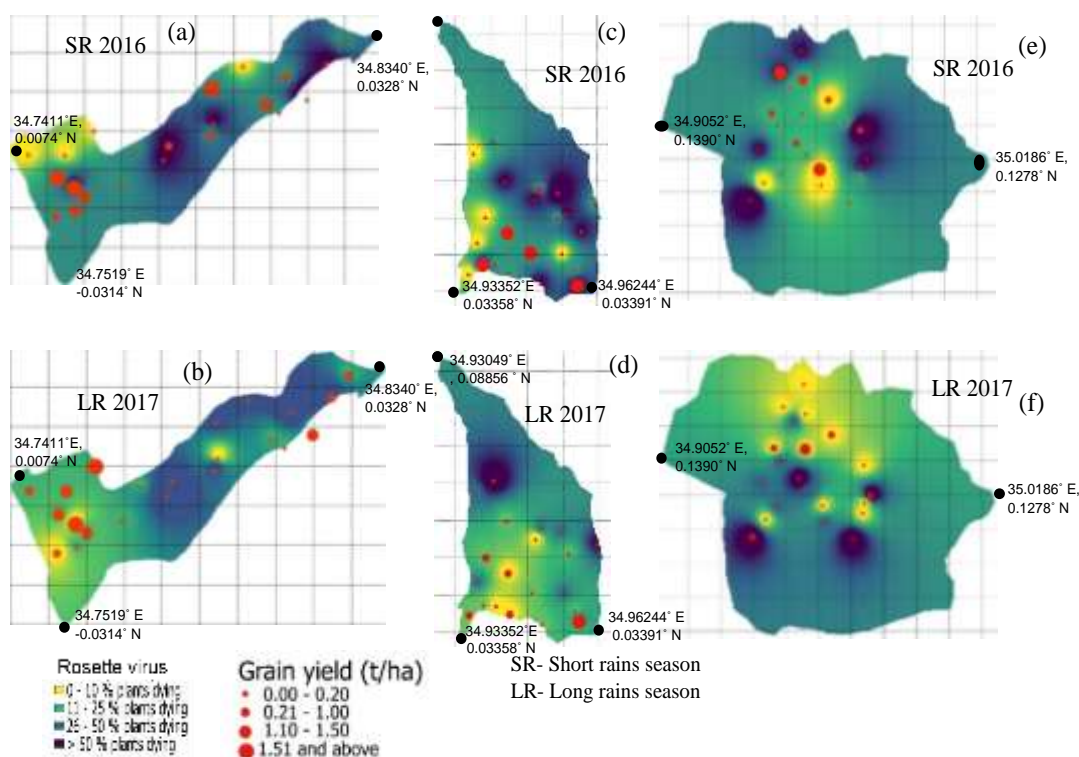 (a)
SR 2016
34.8340° E,
0.0328° N
34.7411°E,
0.0074° N
34.7519° E
-0.0314° N
(c)
SR 2016
34.93352°E
0.03358° N
34.96244° E
0.03391° N
(e)
SR 2016
34.9052° E,
0.1390° N
35.0186° E,
0.1278° N
(b)
LR 2017
34.8340° E
0.0328° N
34.7411°E,
0.0074° N
34.7519° E
-0.0314° N
34.93049° E
, 0.08856° N
(d)
LR 2017
34.93352°E
0.03358° N
34.96244° E
0.03391° N
LR 2017
(f)
34.9052° E,
0.1390° N
35.0186° E,
0.1278° N
SR- Short rains season
LR- Long rains season
Rosette virus
0 - 10 % plants dying
11 - 25 % plants dying
26 - 50 % plants dying
> 50 % plants dying
Grain yield (t/ha)
0.00 - 0.20
0.21 - 1.00
1.10 - 1.50
1.51 and above